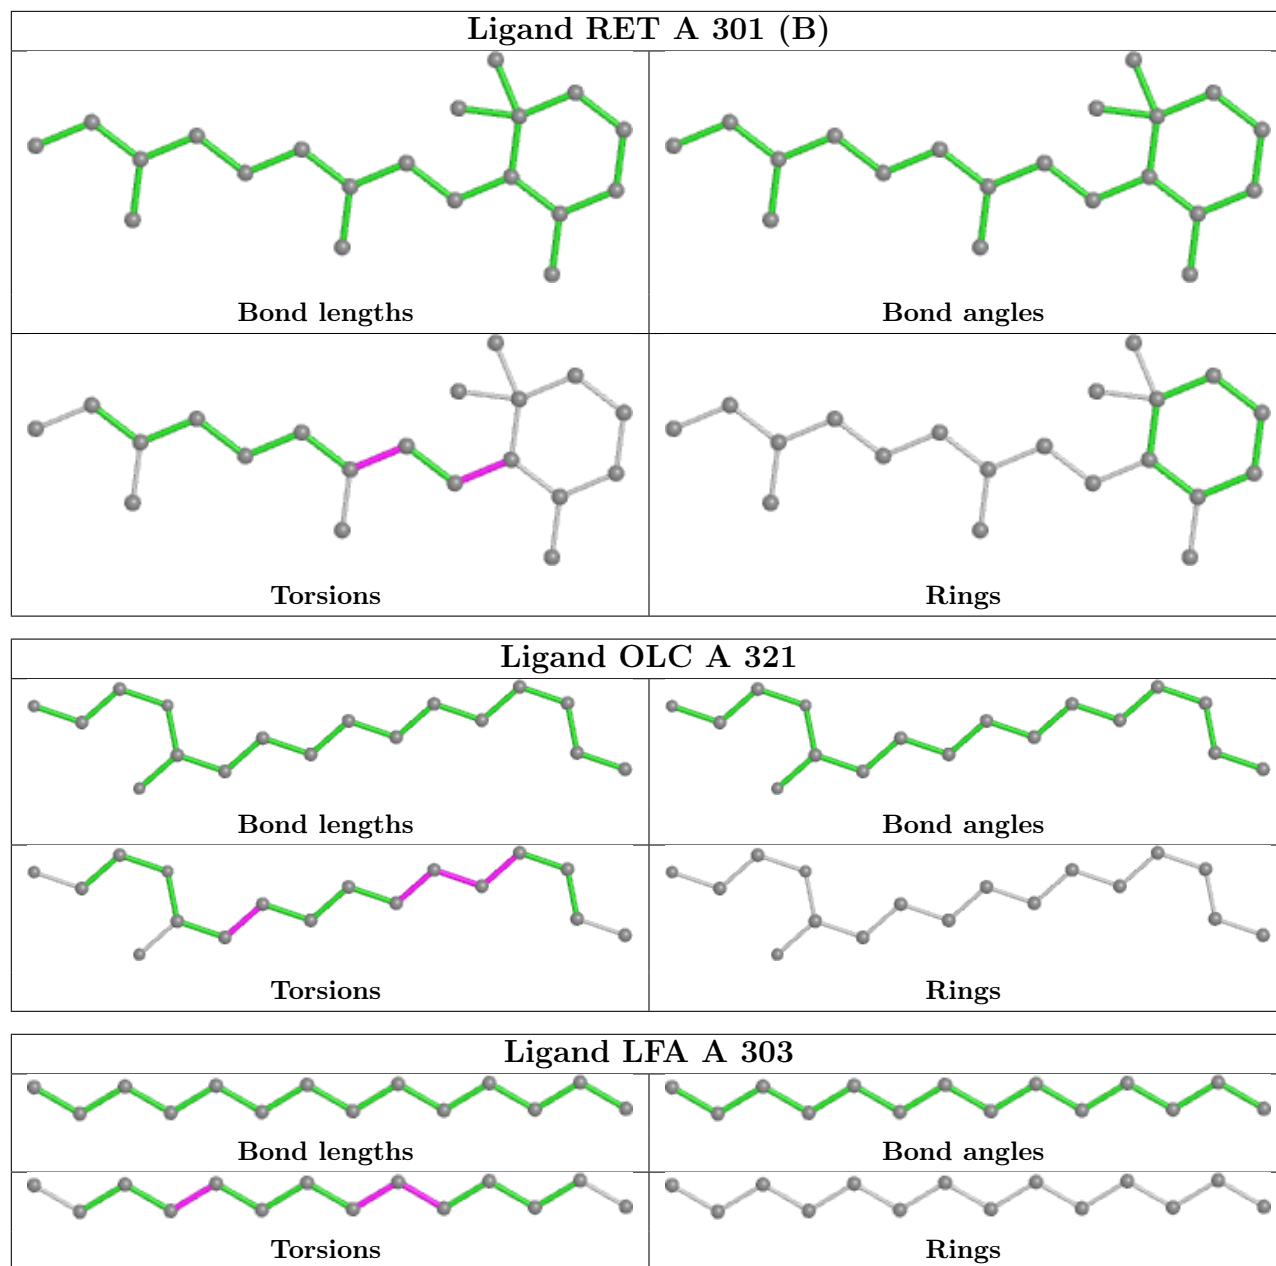 Ligand RET A 301 (B)
Bond lengths
Bond angles
Torsions
Rings
Ligand OLC A 321
Bond lengths
Bond angles
Torsions
Rings
Ligand LFA A 303
Bond lengths
Bond angles
Torsions
Rings